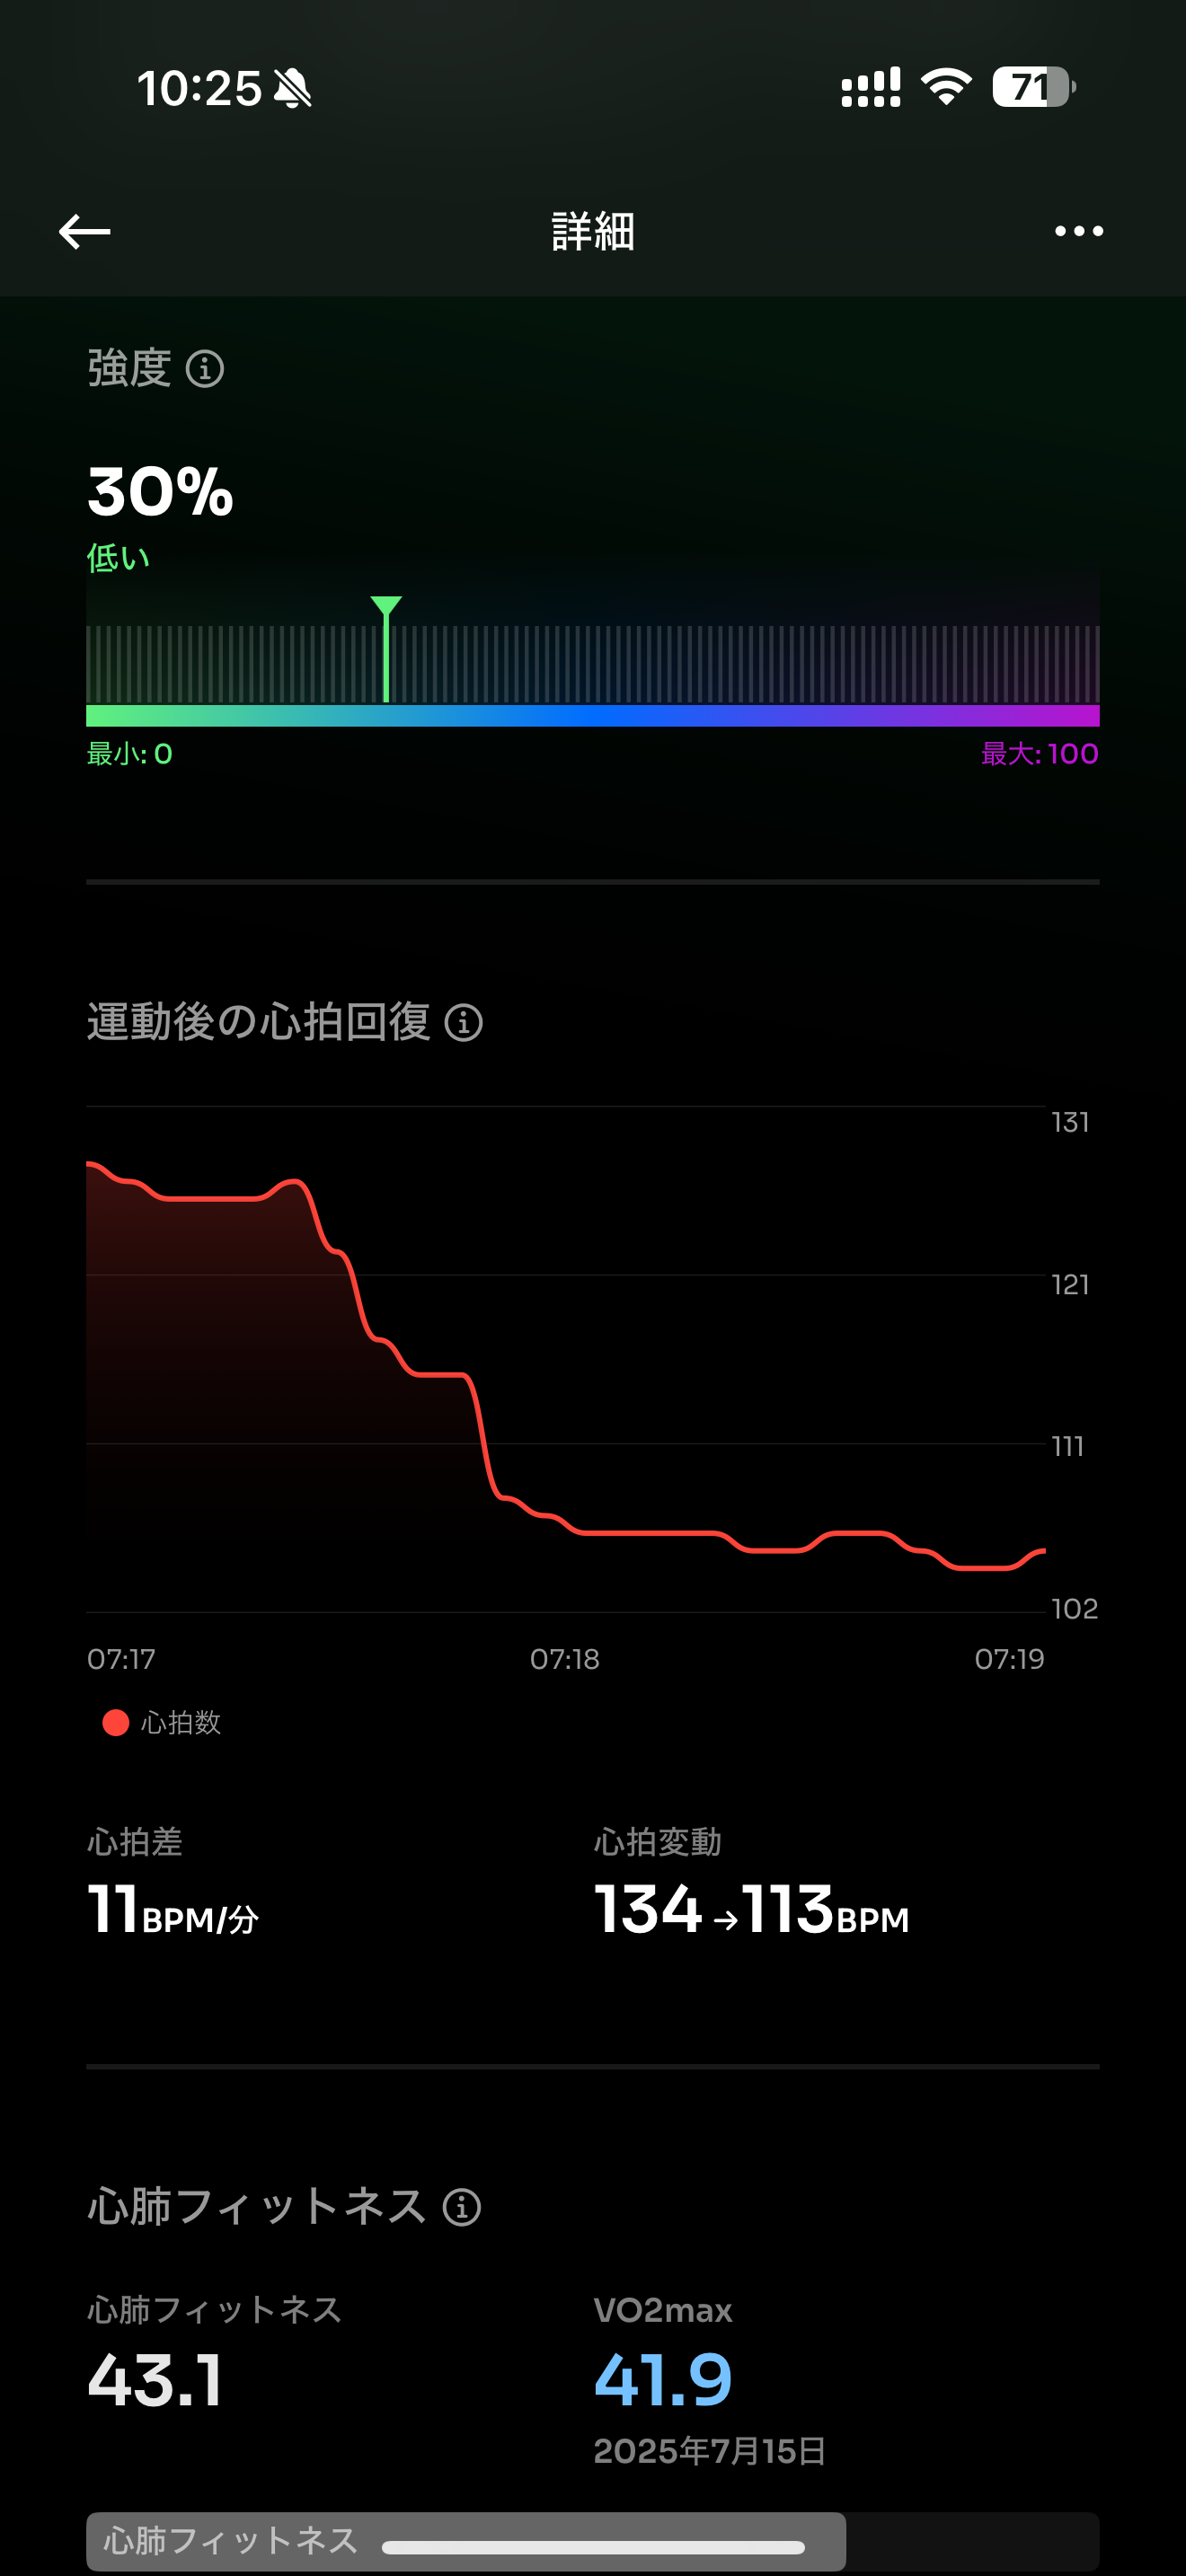 10:25 71
詳細
強度
30%
低い
最小: 0 最大: 100
運動後の心拍回復
131
121
111
102
07:17 07:18 07:19
心拍数
心拍差 心拍変動
11BPM/分 134→113BPM
心肺フィットネス
心肺フィットネス VO2max
43.1 41.9
2025年7月15日
心肺フィットネス